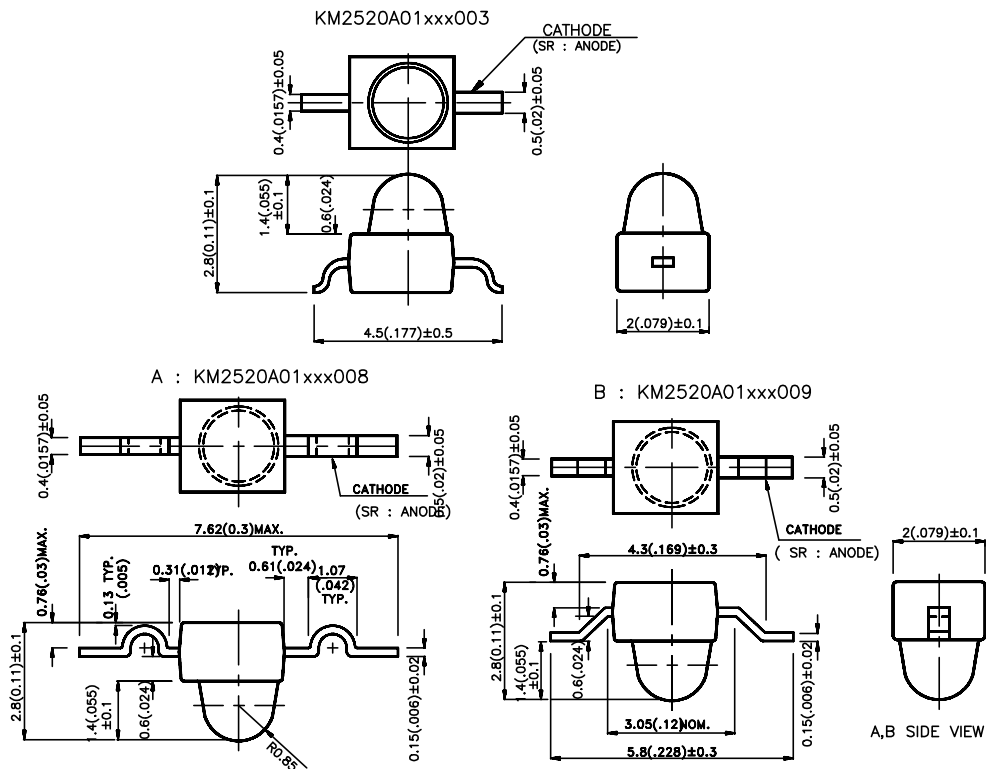 KM2520A01xxx003
CATHODE
(SR : ANODE)
0.4(.0157)±0.05
0.5(.02)±0.05
2.8(0.11)±0.1
1.4(.055)
±0.1
0.6(.024)
4.5(.177)±0.5
2(.079)±0.1
A : KM2520A01xxx008
0.4(.0157)±0.05
0.5(.02)±0.05
CATHODE
(SR : ANODE)
7.62(0.3)MAX.
0.76(.03)MAX.
0.13 TYP.
(.005)
0.31(.012)TYP.
TYP.
0.61(.024)
1.07
(.042)
TYP.
2.8(0.11)±0.1
1.4(.055)
±0.1
0.6(.024)
R0.85
0.15(.006)±0.02
B : KM2520A01xxx009
0.4(.0157)±0.05
0.5(.02)±0.05
CATHODE
( SR : ANODE)
0.76(.03)MAX.
4.3(.169)±0.3
2.8(0.11)±0.1
1.4(.055)
±0.1
0.6(.024)
3.05(.12)NOM.
5.8(.228)±0.3
0.15(.006)±0.02
2(.079)±0.1
A,B SIDE VIEW